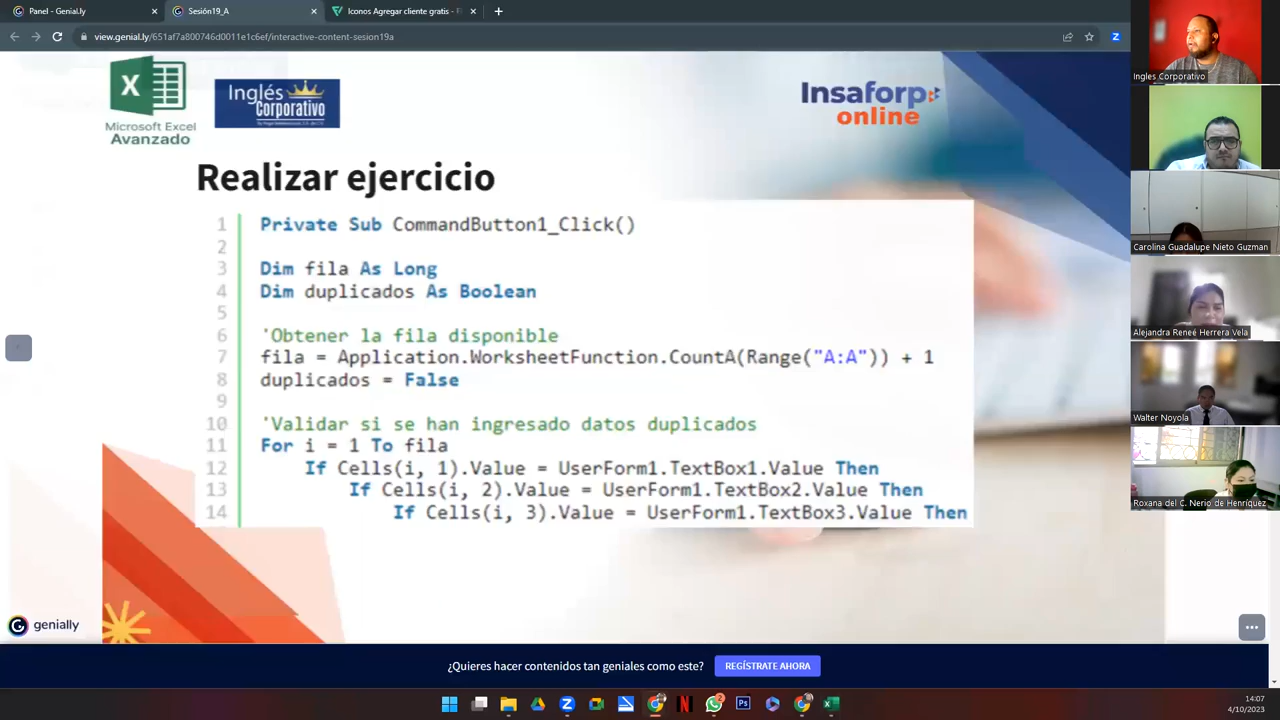 Panel - Genial.ly
Sesión19_A
Iconos Agregar cliente gratis - F
view.genial.ly/651af7a800746d0011e1c6ef/interactive-content-sesion19a
Microsoft Excel
Avanzado
Inglés
Corporativo
Insaforp
online
Realizar ejercicio
1 Private Sub CommandButton1_Click()
2
3 Dim fila As Long
4 Dim duplicados As Boolean
5
6 'Obtener la fila disponible
7 fila = Application.WorksheetFunction.CountA(Range("A:A")) + 1
8 duplicados = False
9
10 'Validar si se han ingresado datos duplicados
11 For i = 1 To fila
12 If Cells(i, 1).Value = UserForm1.TextBox1.Value Then
13 If Cells(i, 2).Value = UserForm1.TextBox2.Value Then
14 If Cells(i, 3).Value = UserForm1.TextBox3.Value Then
genially
¿Quieres hacer contenidos tan geniales como este?
REGÍSTRATE AHORA
Ingles Corporativo
Carolina Guadalupe Nieto Guzman
Alejandra Reneé Herrera Vela
Walter Noyola
Roxana del C. Nerio de Henríquez
14:07
4/10/2023